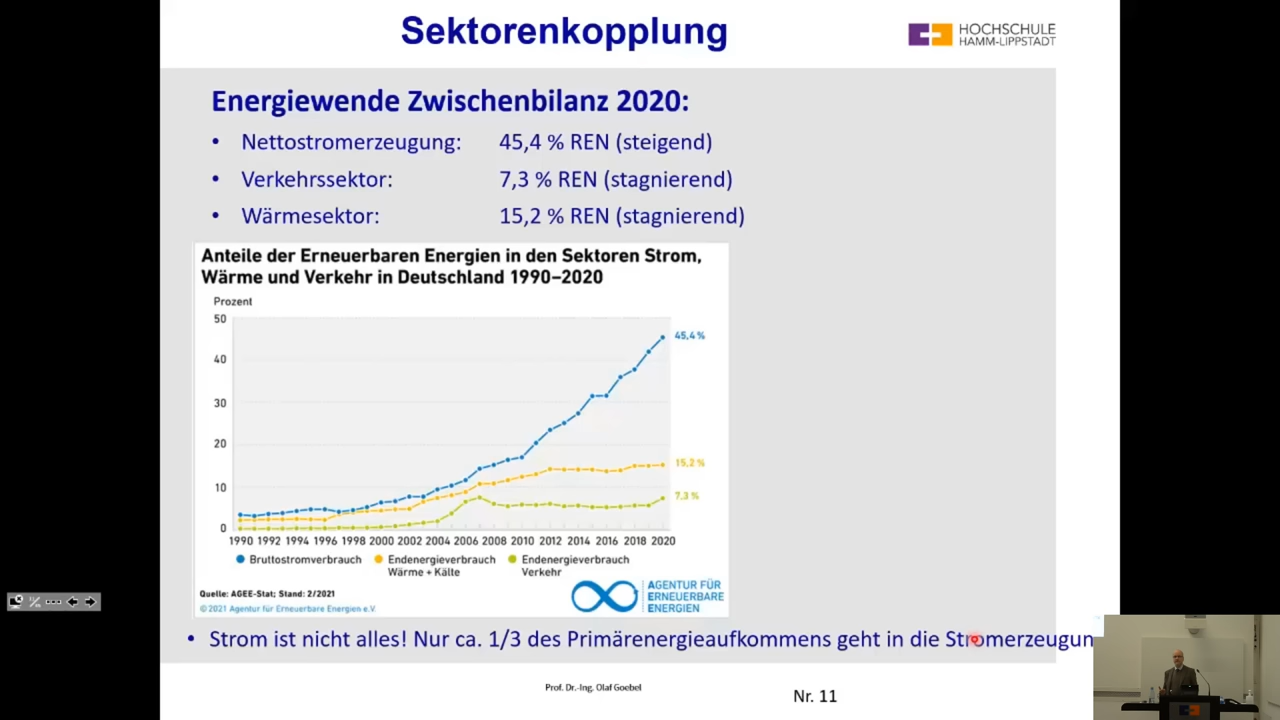 Sektorenkopplung
HOCHSCHULE
HAMM-LIPPSTADT
Energiewende Zwischenbilanz 2020:
• Nettostromerzeugung: 45,4 % REN (steigend)
• Verkehrssektor: 7,3 % REN (stagnierend)
• Wärmesektor: 15,2 % REN (stagnierend)
Anteile der Erneuerbaren Energien in den Sektoren Strom,
Wärme und Verkehr in Deutschland 1990–2020
Prozent
50
45,4 %
40
30
20
15,2 %
10
7,3 %
0
1990 1992 1994 1996 1998 2000 2002 2004 2006 2008 2010 2012 2014 2016 2018 2020
Bruttostromverbrauch Endenergieverbrauch Endenergieverbrauch
Wärme + Kälte Verkehr
Quelle: AGEE-Stat; Stand: 2/2021
© 2021 Agentur für Erneuerbare Energien e.V.
AGENTUR FÜR
ERNEUERBARE
ENERGIEN
• Strom ist nicht alles! Nur ca. 1/3 des Primärenergieaufkommens geht in die Stromerzeugun
Prof. Dr.-Ing. Olaf Goebel
Nr. 11